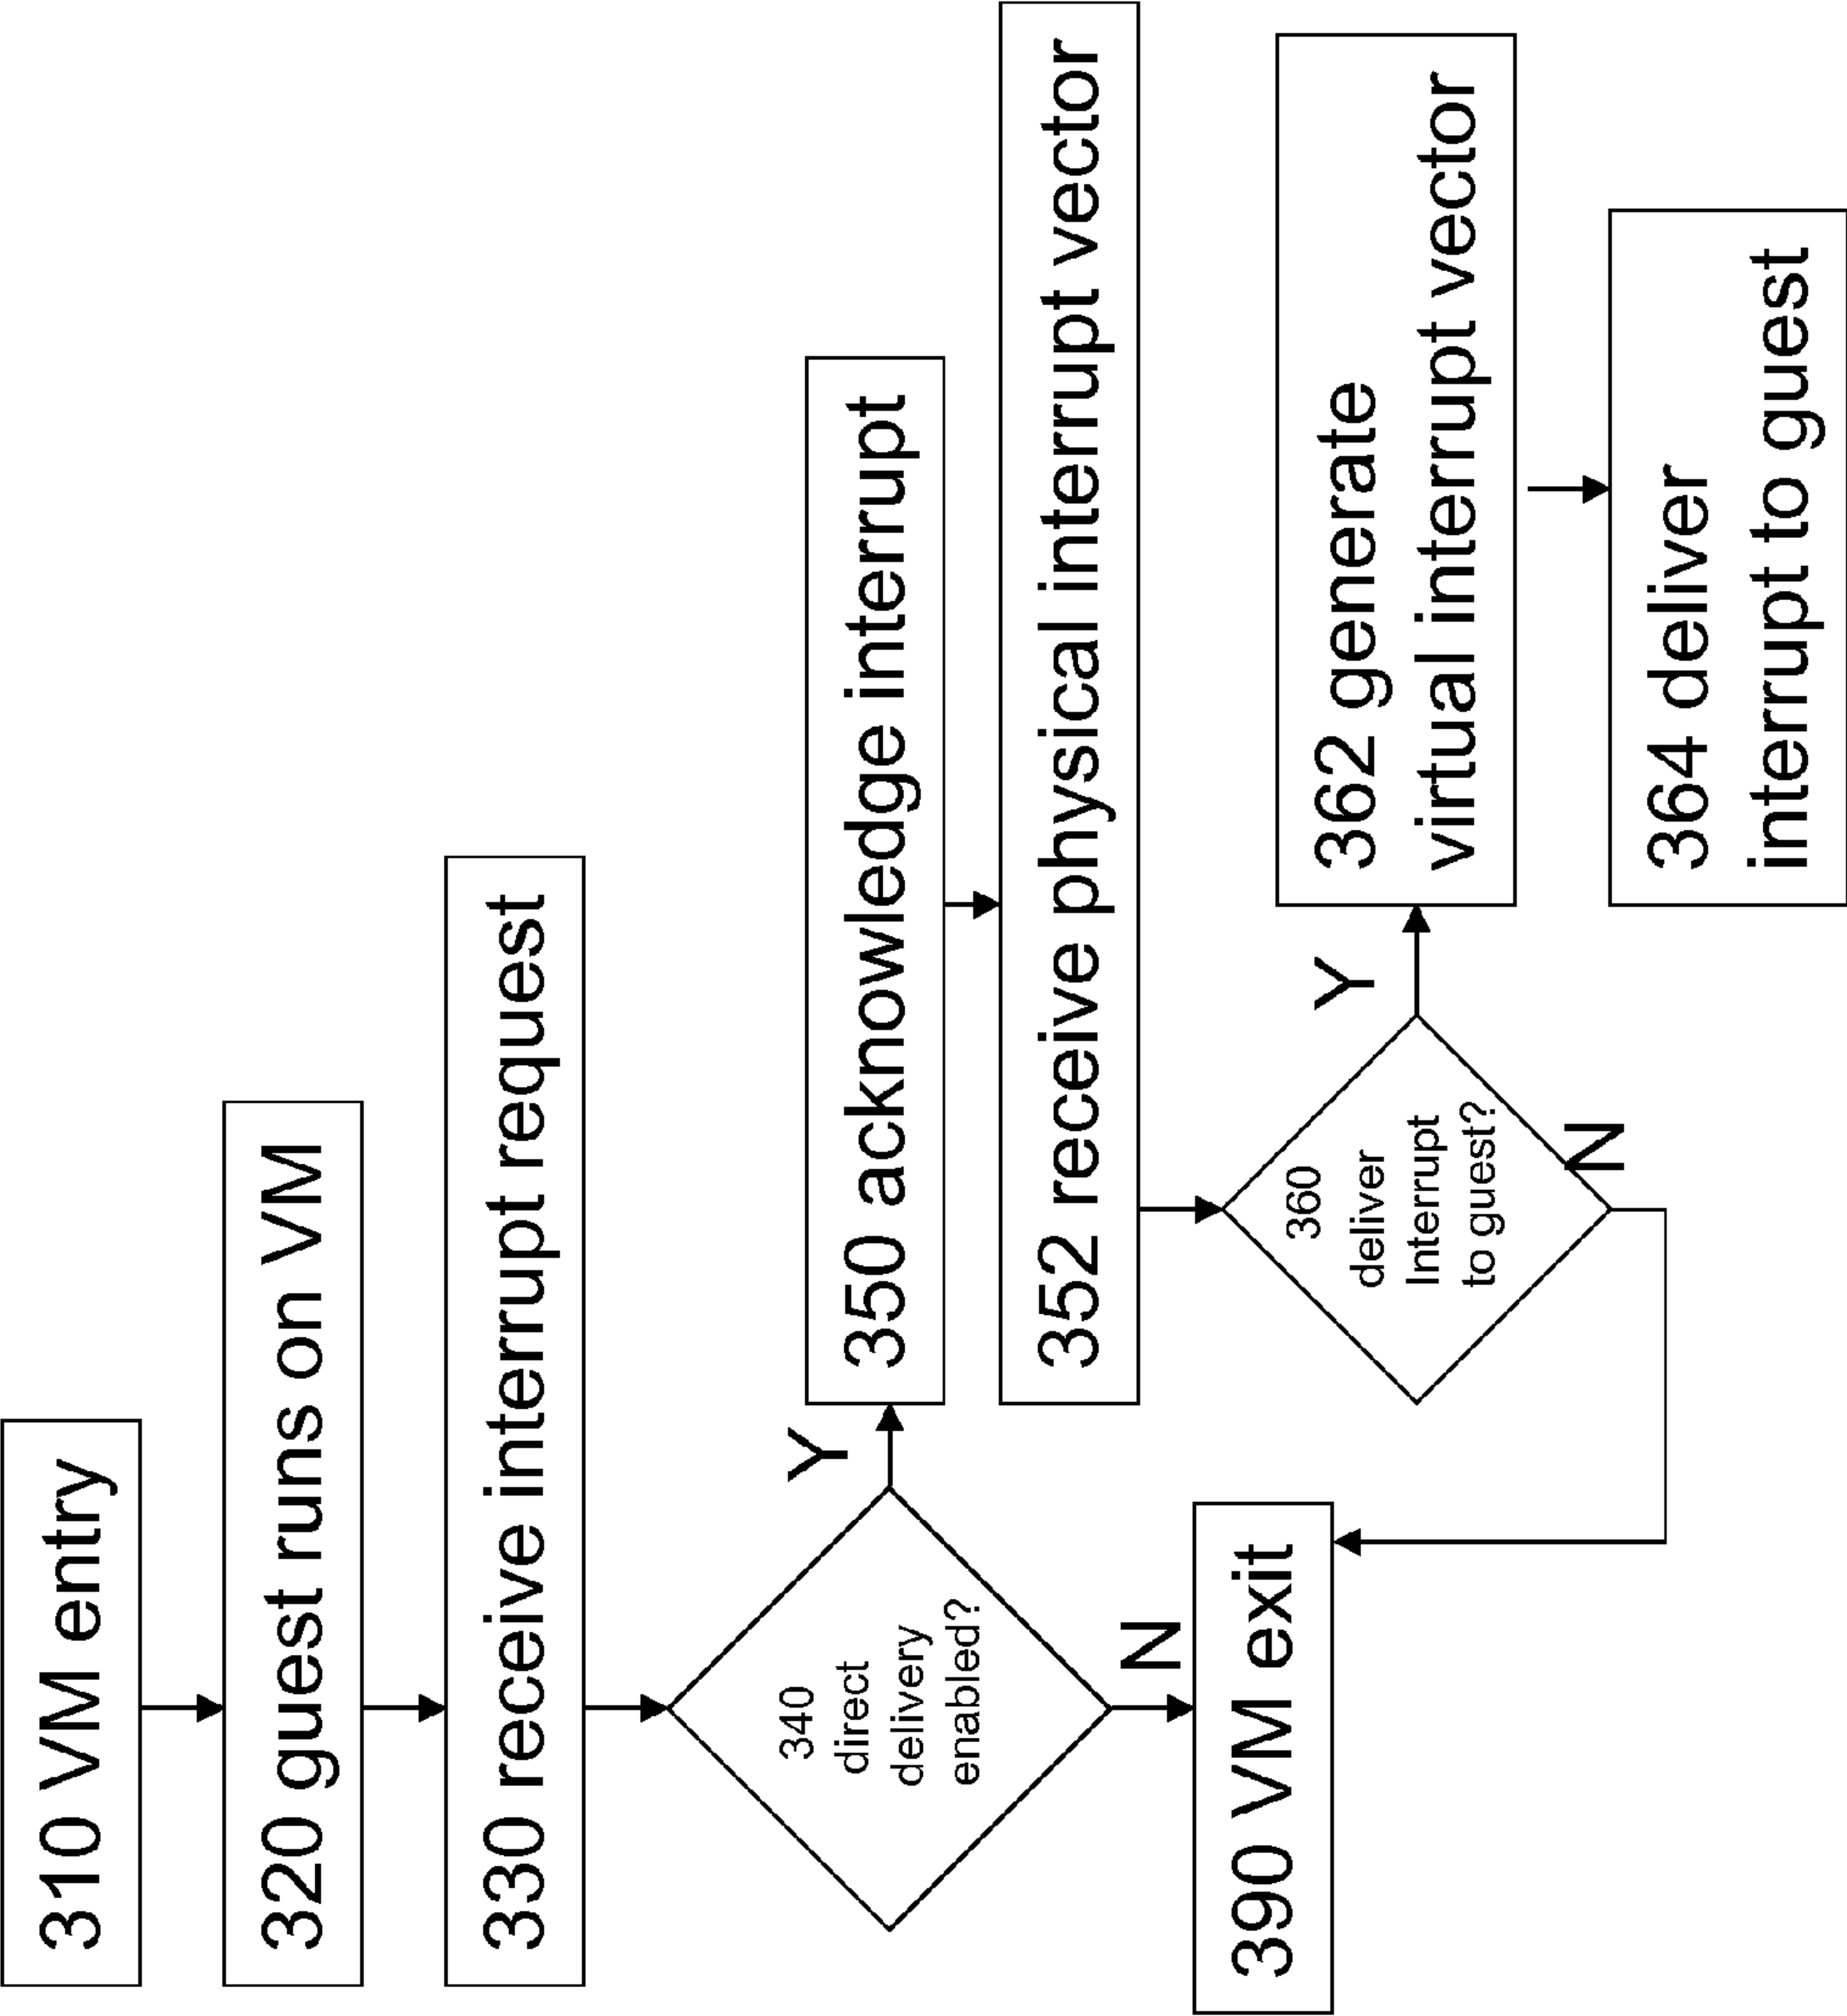 310 VM entry
320 guest runs on VM
330 receive interrupt request
340
direct
delivery
enabled?
Y
N
350 acknowledge interrupt
352 receive physical interrupt vector
360
deliver
Interrupt
to guest?
Y
N
362 generate
virtual interrupt vector
364 deliver
interrupt to guest
390 VM exit